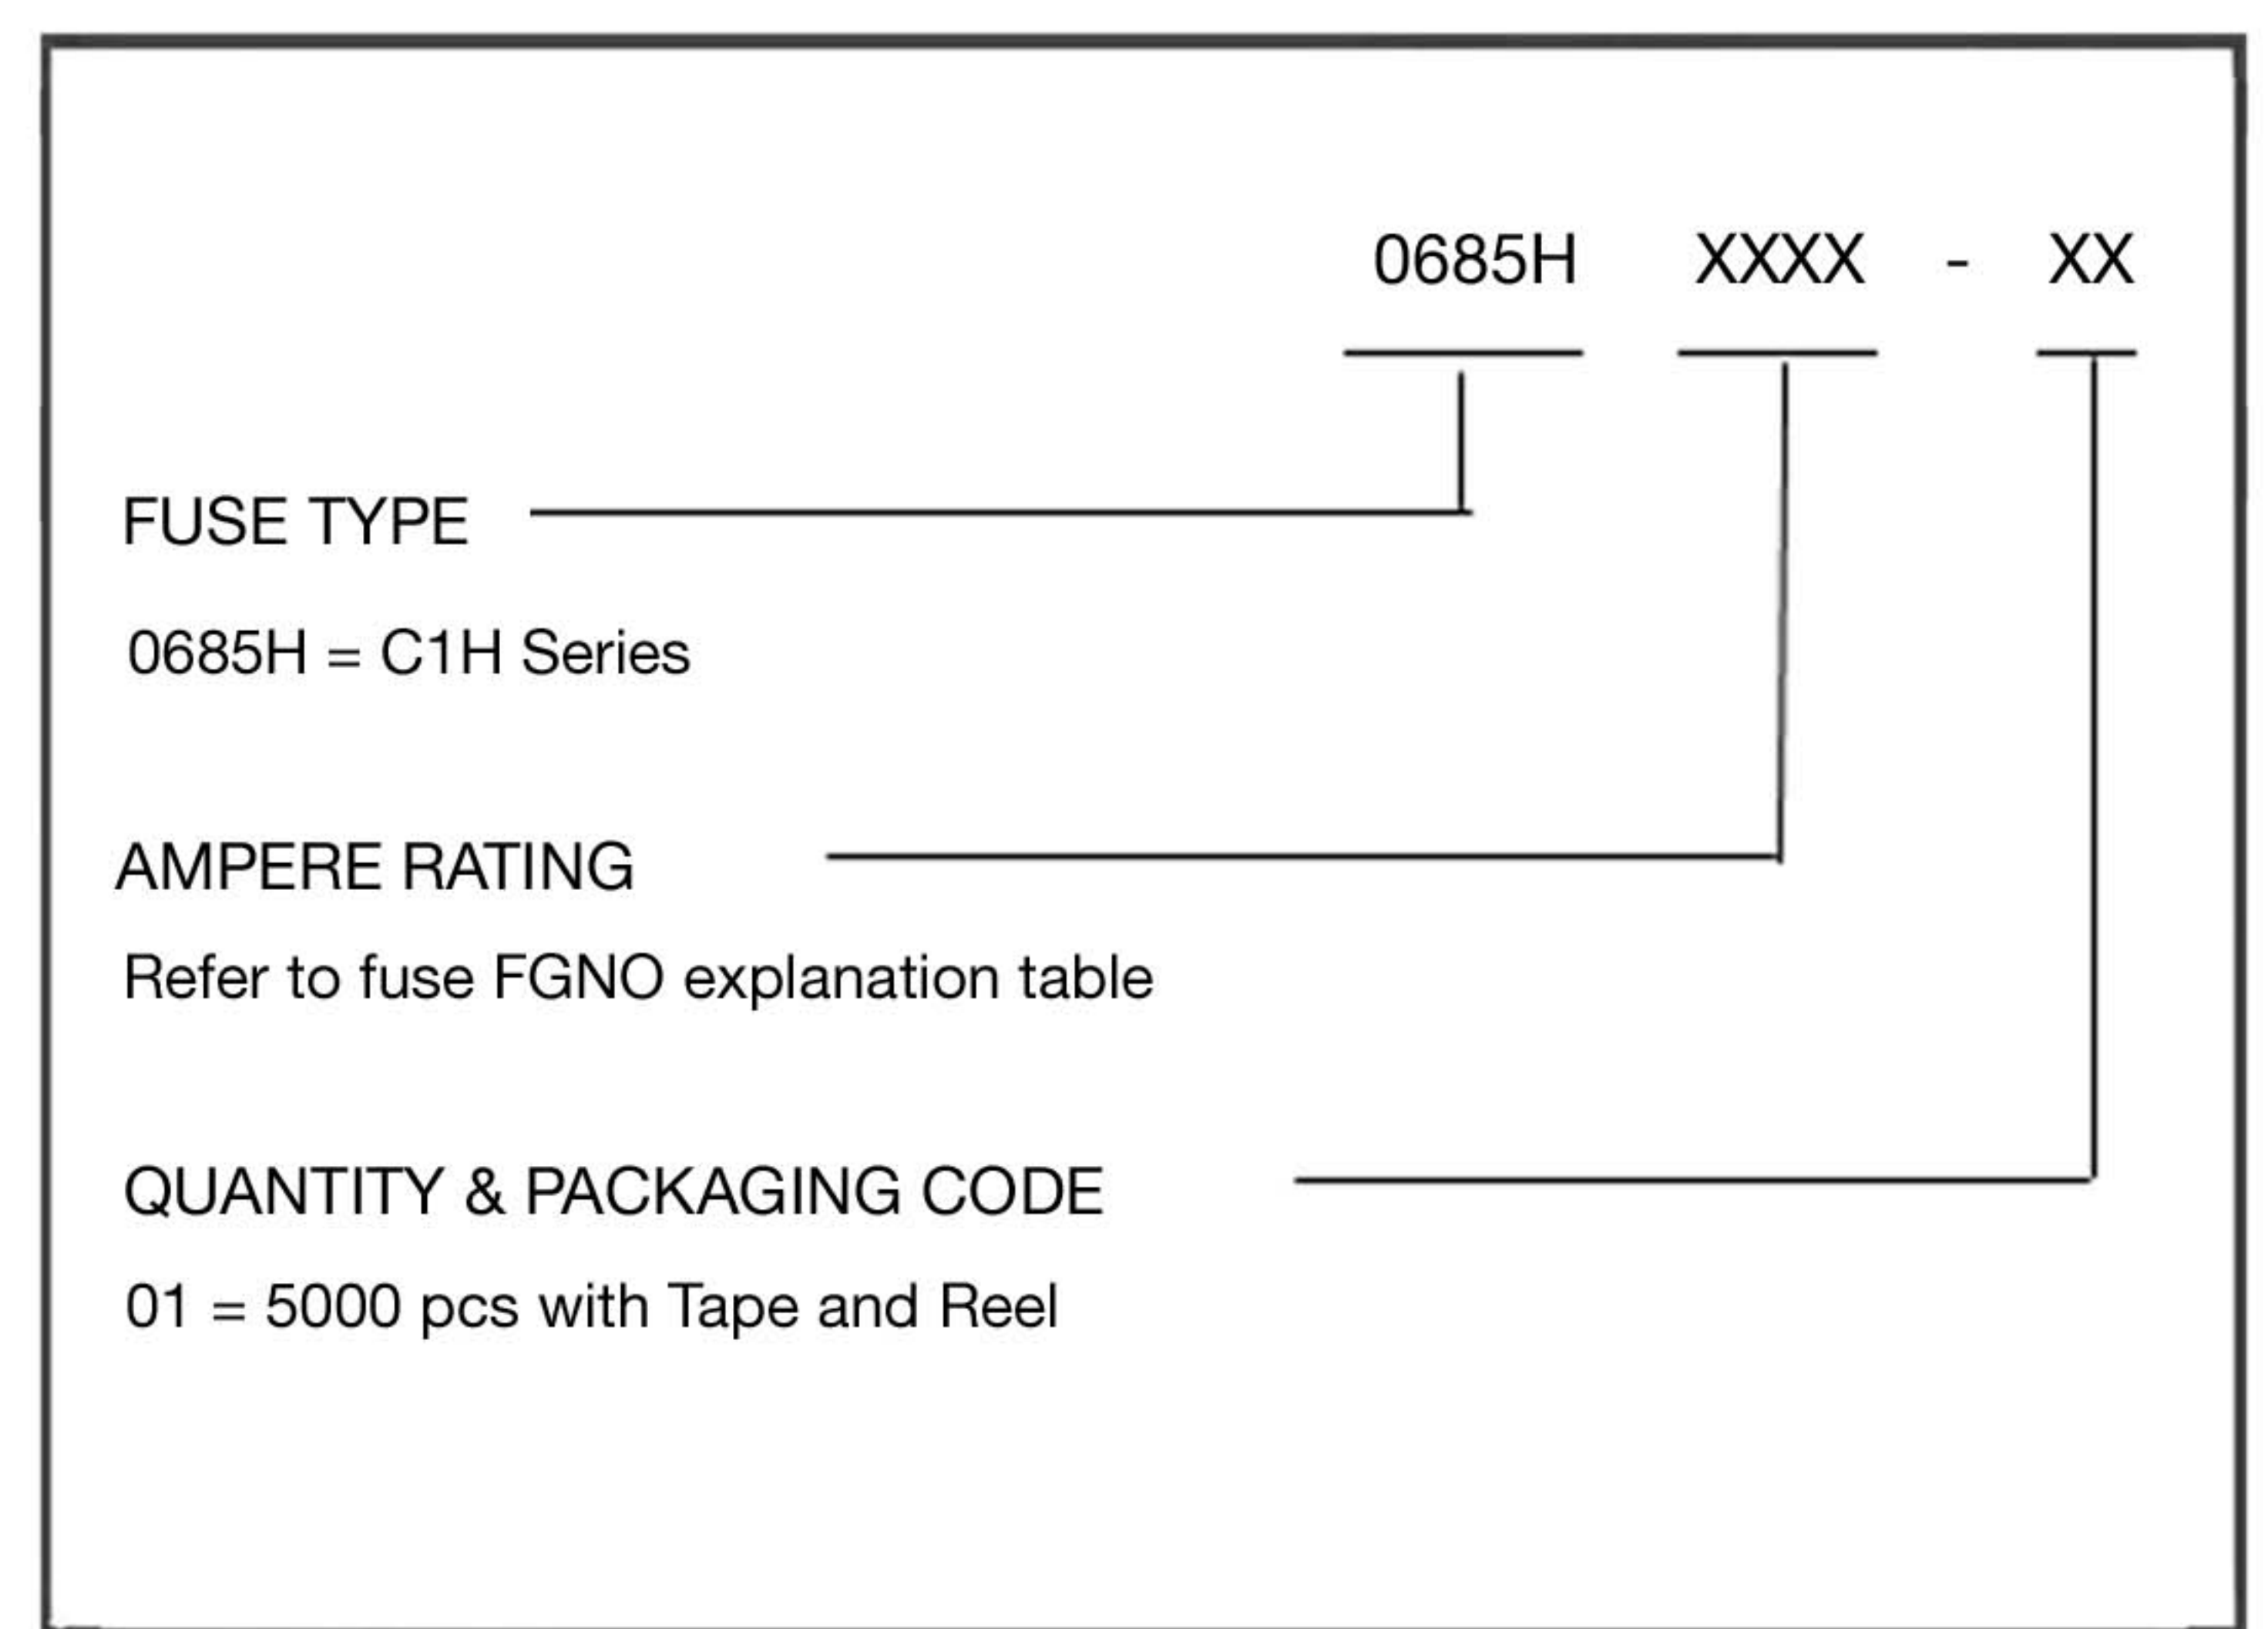 0685H XXXX - XX
FUSE TYPE
0685H = C1H Series
AMPERE RATING
Refer to fuse FGNO explanation table
QUANTITY & PACKAGING CODE
01 = 5000 pcs with Tape and Reel